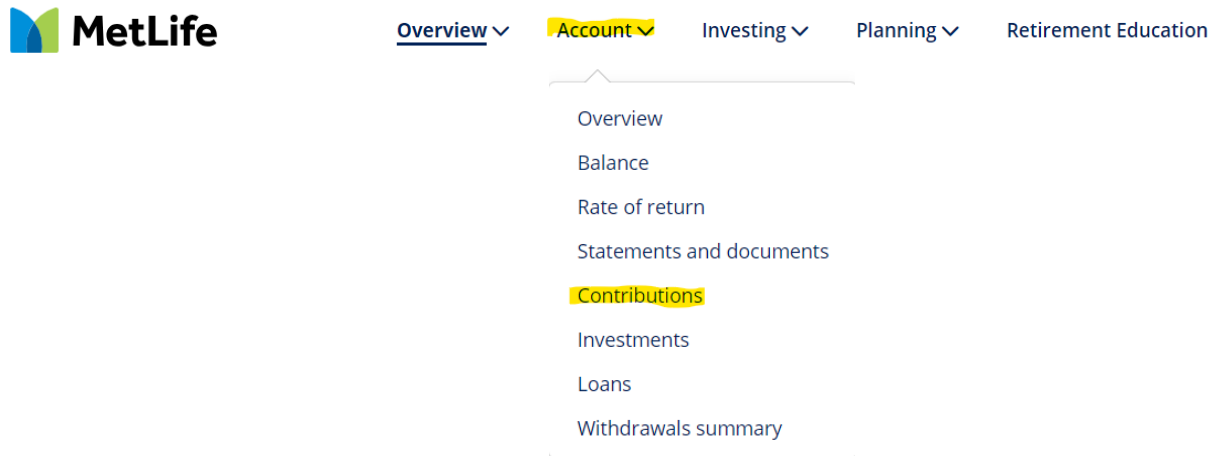 MetLife Overview Account Investing Planning Retirement Education
Overview
Balance
Rate of return
Statements and documents
Contributions
Investments
Loans
Withdrawals summary